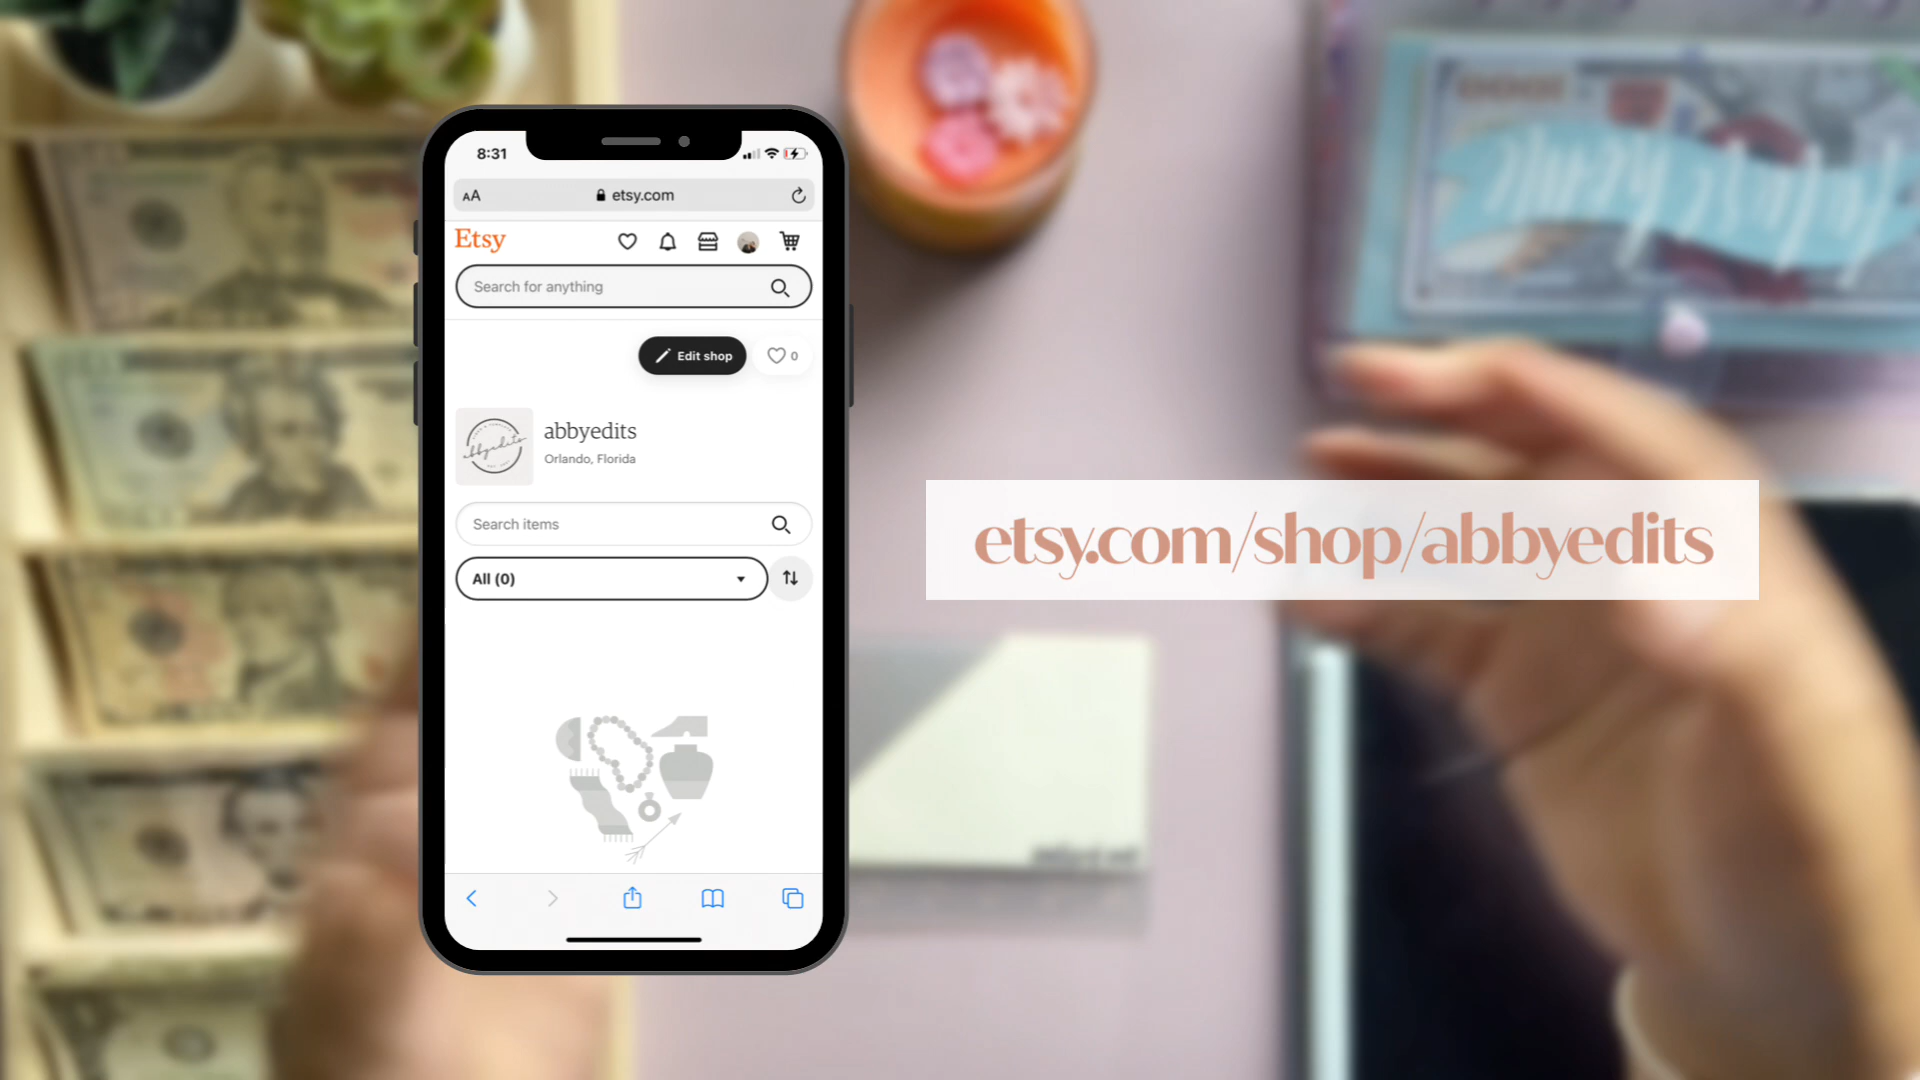 8:31
AA
etsy.com
Etsy
Search for anything
Edit shop
0
abbyedits
abbyedits
Orlando, Florida
Search items
All (0)
etsy.com/shop/abbyedits